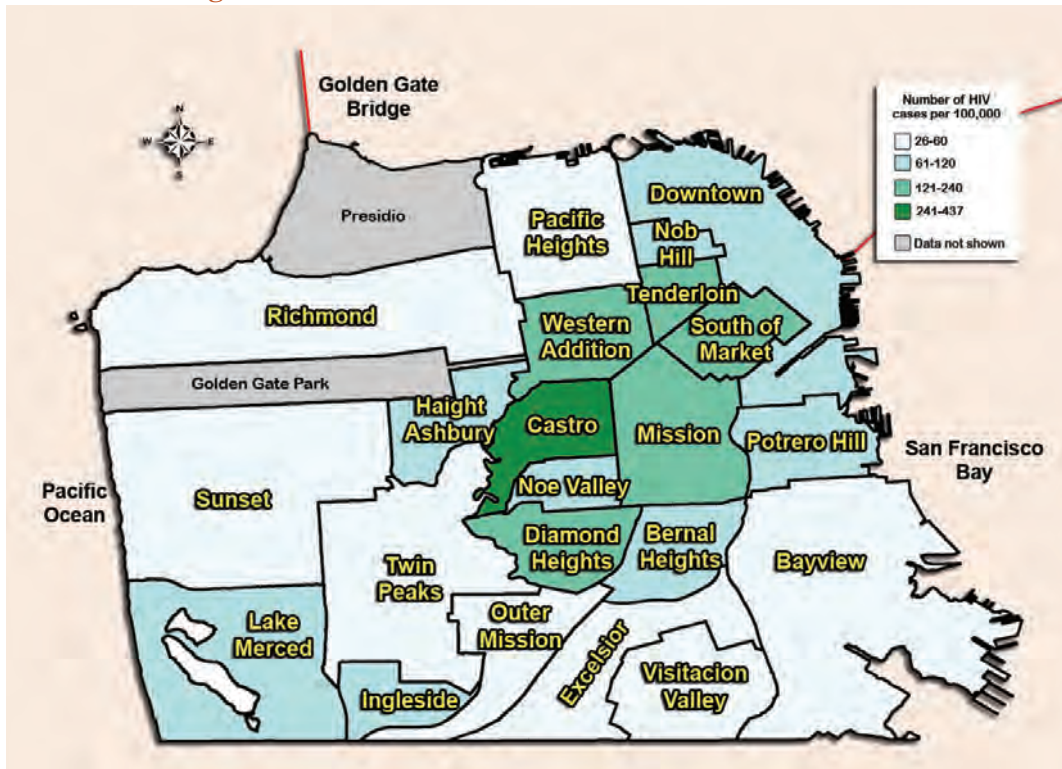 Golden Gate
Bridge
Number of HIV
cases per 100,000
26-60
61-120
121-240
241-437
Data not shown
N
W
E
S
Presidio
Pacific
Heights
Downtown
Nob
Hill
Tenderloin
Richmond
Western
Addition
South of
Market
Golden Gate Park
Haight
Ashbury
Castro
Mission
Potrero Hill
San Francisco
Bay
Pacific
Ocean
Sunset
Noe Valley
Diamond
Heights
Bernal
Heights
Bayview
Twin
Peaks
Outer
Mission
Lake
Merced
Excelsior
Visitacion
Valley
Ingleside